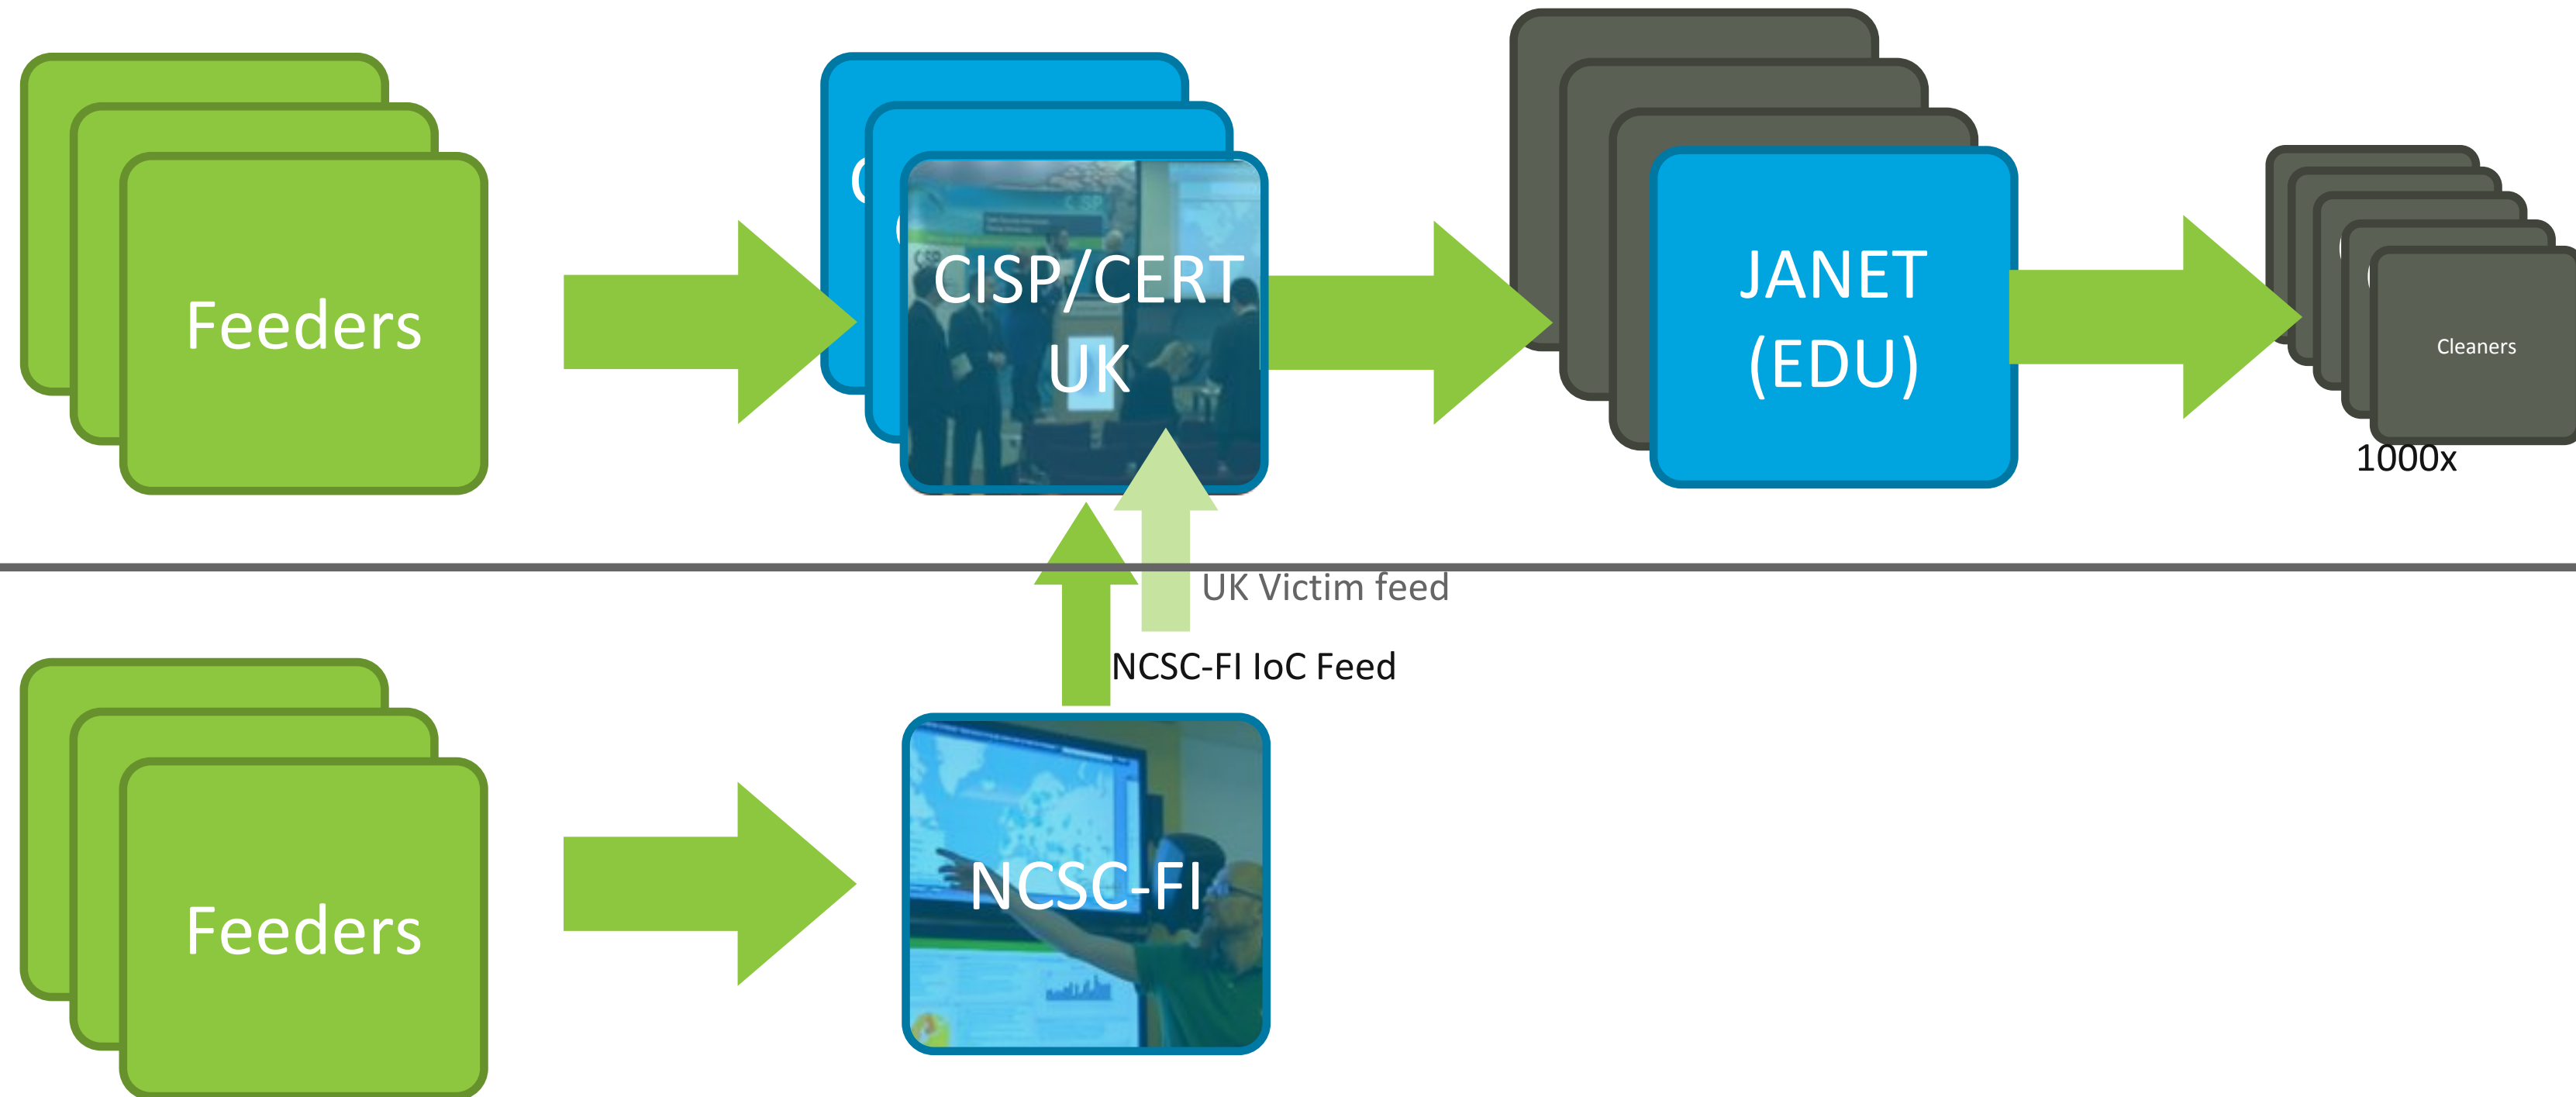 Feeders
CISP/CERT
UK
JANET
(EDU)
Cleaners
1000x
UK Victim feed
NCSC-FI IoC Feed
Feeders
NCSC-FI